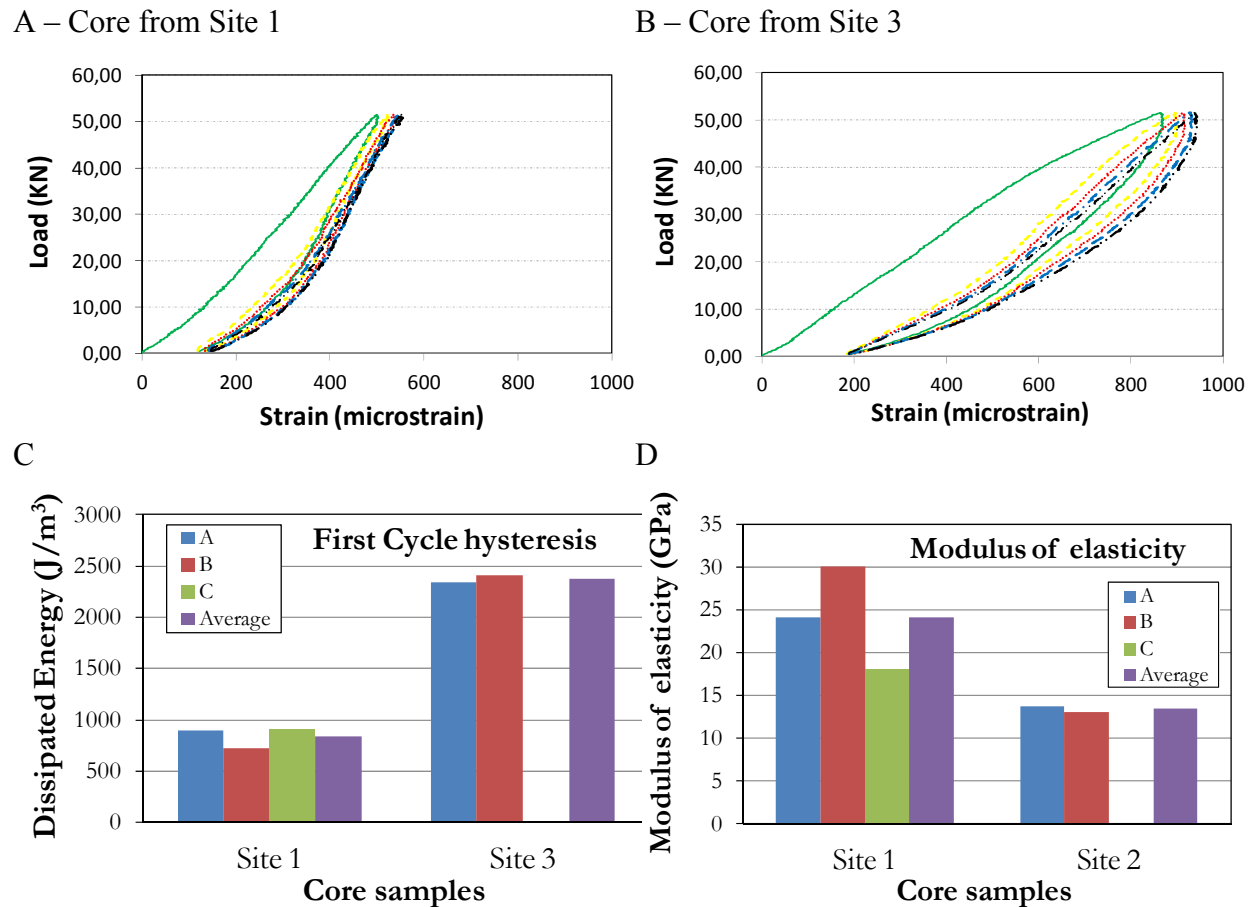 A – Core from Site 1
B – Core from Site 3
60,00
50,00
40,00
30,00
20,00
10,00
0,00
Load (KN)
0 200 400 600 800 1000
Strain (microstrain)
60,00
50,00
40,00
30,00
20,00
10,00
0,00
Load (KN)
0 200 400 600 800 1000
Strain (microstrain)
C
D
Dissipated Energy (J/m³)
3000
2500
2000
1500
1000
500
0
First Cycle hysteresis
A
B
C
Average
Site 1 Site 3
Core samples
Modulus of elasticity (GPa)
35
30
25
20
15
10
5
0
Modulus of elasticity
A
B
C
Average
Site 1 Site 2
Core samples